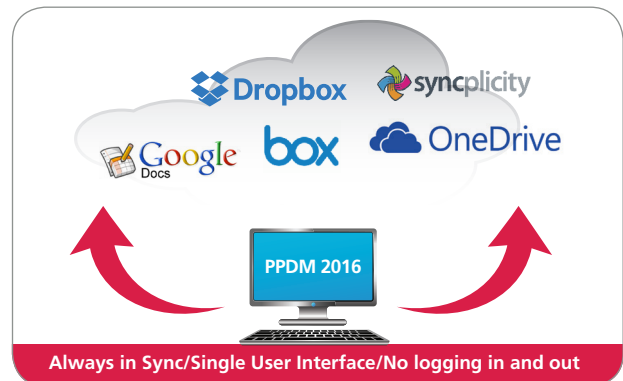 Dropbox
syncplicity
Google
Docs
box
OneDrive
PPDM 2016
Always in Sync/Single User Interface/No logging in and out